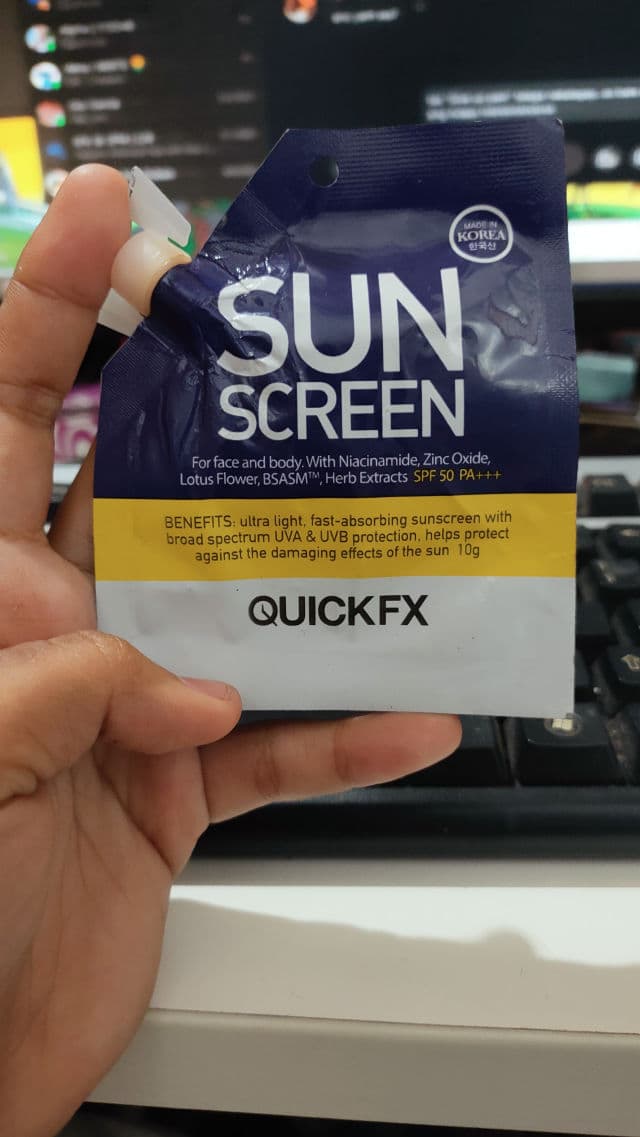 MADE IN
KOREA
한국산
SUN
SCREEN
For face and body. With Niacinamide, Zinc Oxide,
Lotus Flower, BSASM™, Herb Extracts SPF 50 PA+++
BENEFITS: ultra light, fast-absorbing sunscreen with
broad spectrum UVA & UVB protection, helps protect
against the damaging effects of the sun 10g
QUICKFX